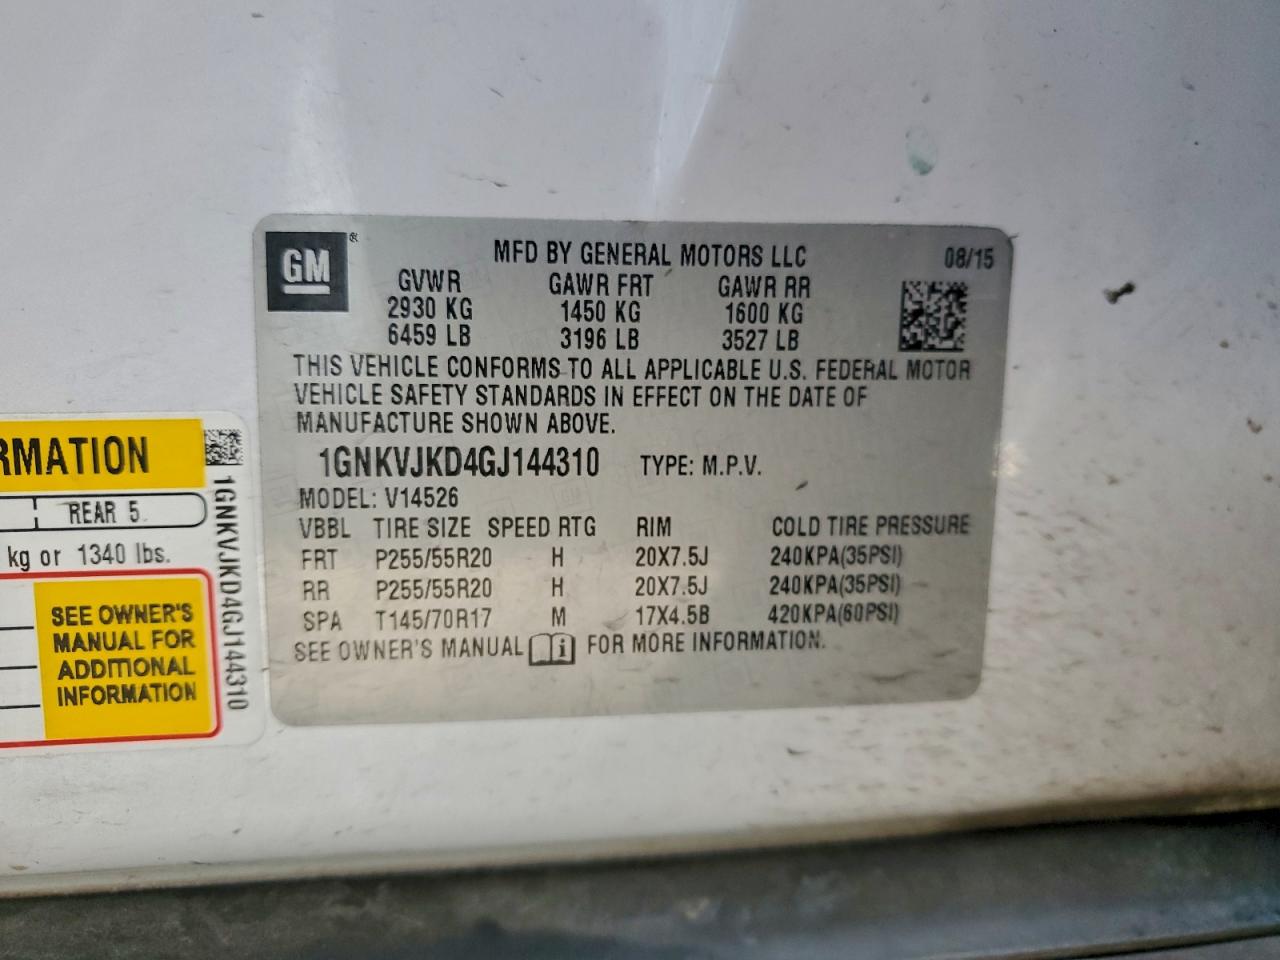 GM ®
MFD BY GENERAL MOTORS LLC 08/15
GVWR GAWR FRT GAWR RR
2930 KG 1450 KG 1600 KG
6459 LB 3196 LB 3527 LB
THIS VEHICLE CONFORMS TO ALL APPLICABLE U.S. FEDERAL MOTOR
VEHICLE SAFETY STANDARDS IN EFFECT ON THE DATE OF
MANUFACTURE SHOWN ABOVE.
1GNKVJKD4GJ144310 TYPE: M.P.V.
MODEL: V14526
VBBL TIRE SIZE SPEED RTG RIM COLD TIRE PRESSURE
FRT P255/55R20 H 20X7.5J 240KPA(35PSI)
RR P255/55R20 H 20X7.5J 240KPA(35PSI)
SPA T145/70R17 M 17X4.5B 420KPA(60PSI)
SEE OWNER'S MANUAL i FOR MORE INFORMATION.
RMATION
REAR 5
kg or 1340 lbs.
SEE OWNER'S
MANUAL FOR
ADDITIONAL
INFORMATION
1GNKVJKD4GJ144310